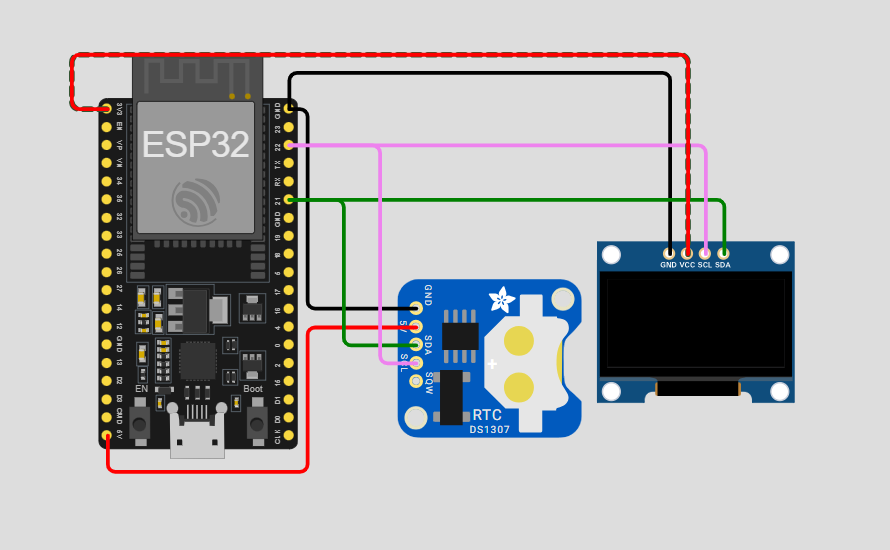 ESP32
3V3
EN
VP
VN
34
35
32
33
25
26
27
14
12
GND
13
D2
D3
CMD
5V
GND
23
22
TX
RX
21
GND
19
18
5
17
16
4
0
2
15
D1
D0
CLK
EN
Boot
GND
5V
SDA
SCL
SQW
RTC
DS1307
GND VCC SCL SDA